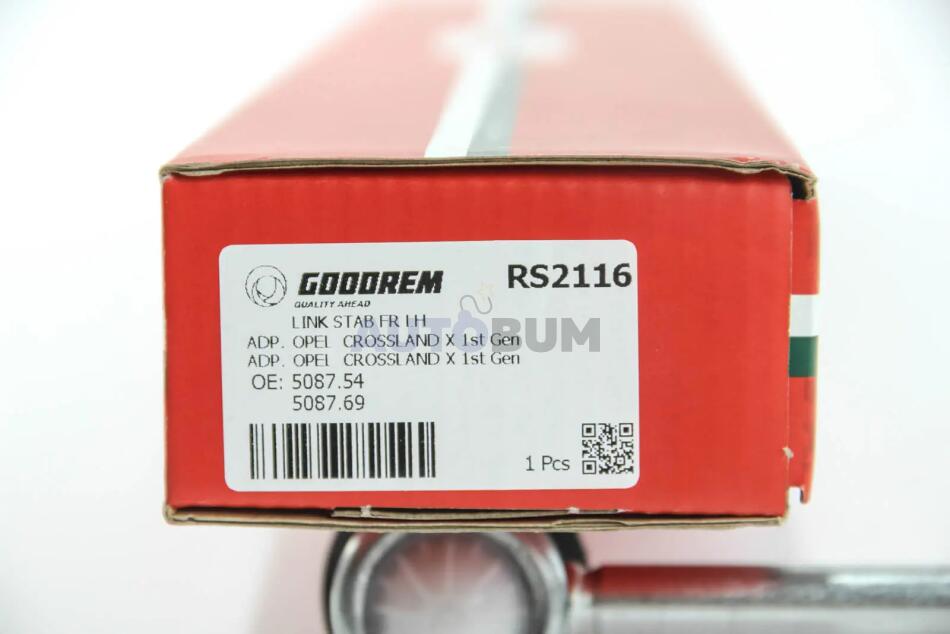 GOODREM
QUALITY AHEAD
RS2116
LINK STAB FR LH
ADP. OPEL CROSSLAND X 1st Gen
ADP. OPEL CROSSLAND X 1st Gen
OE: 5087.54
5087.69
1 Pcs
AUTOBUM